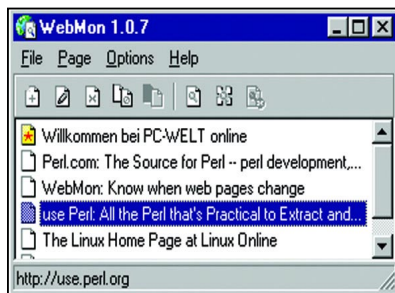 WebMon 1.0.7
File Page Options Help
Willkommen bei PC-WELT online
Perl.com: The Source for Perl -- perl development,...
WebMon: Know when web pages change
use Perl: All the Perl that's Practical to Extract and...
The Linux Home Page at Linux Online
http://use.perl.org